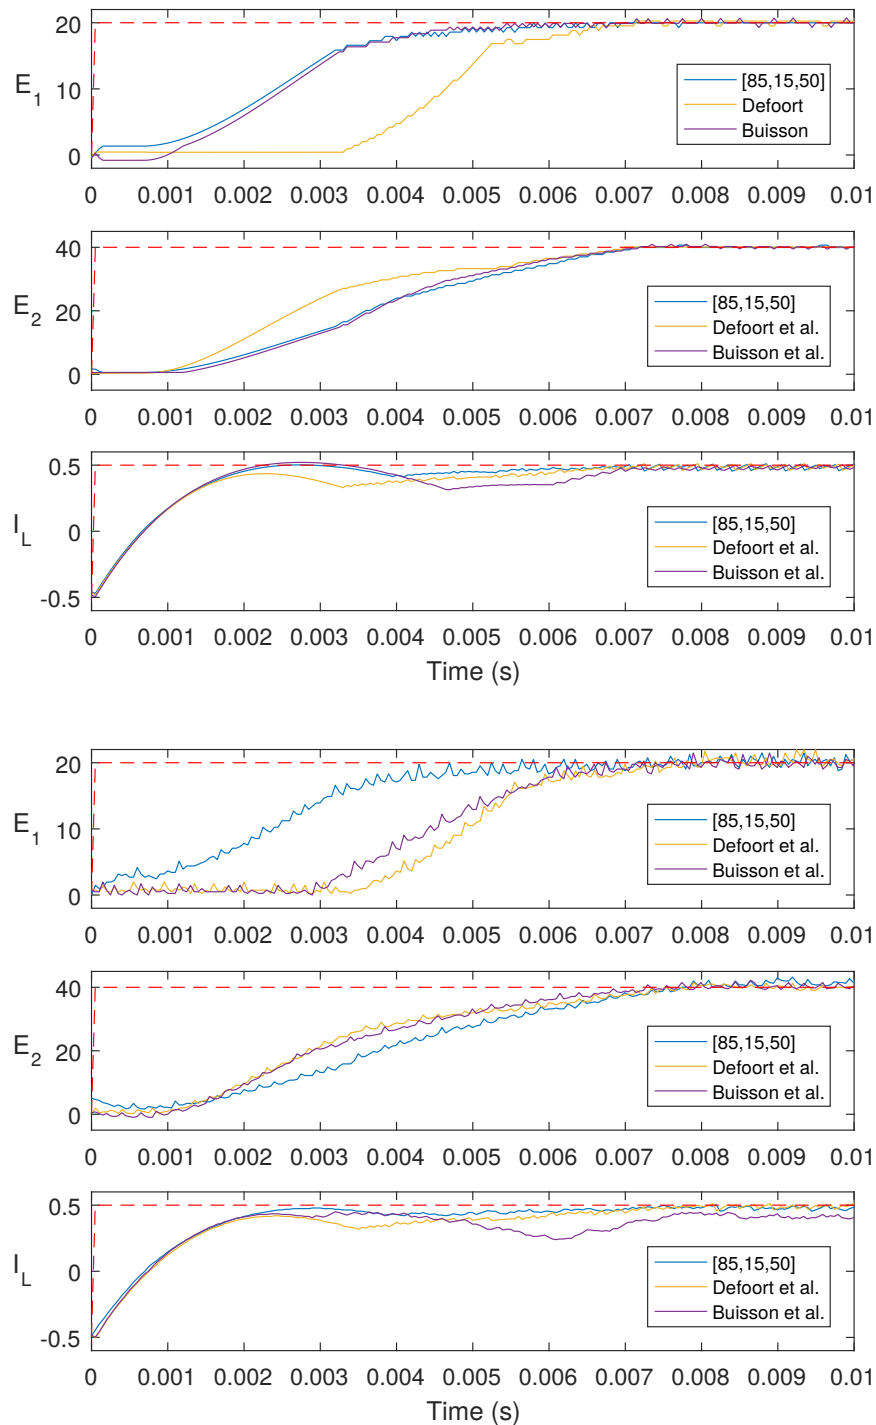 20
10
0
E1
[85,15,50]
Defoort
Buisson
0 0.001 0.002 0.003 0.004 0.005 0.006 0.007 0.008 0.009 0.01
40
20
0
E2
[85,15,50]
Defoort et al.
Buisson et al.
0 0.001 0.002 0.003 0.004 0.005 0.006 0.007 0.008 0.009 0.01
0.5
0
-0.5
IL
[85,15,50]
Defoort et al.
Buisson et al.
0 0.001 0.002 0.003 0.004 0.005 0.006 0.007 0.008 0.009 0.01
Time (s)
20
10
0
E1
[85,15,50]
Defoort et al.
Buisson et al.
0 0.001 0.002 0.003 0.004 0.005 0.006 0.007 0.008 0.009 0.01
40
20
0
E2
[85,15,50]
Defoort et al.
Buisson et al.
0 0.001 0.002 0.003 0.004 0.005 0.006 0.007 0.008 0.009 0.01
0.5
0
-0.5
IL
[85,15,50]
Defoort et al.
Buisson et al.
0 0.001 0.002 0.003 0.004 0.005 0.006 0.007 0.008 0.009 0.01
Time (s)